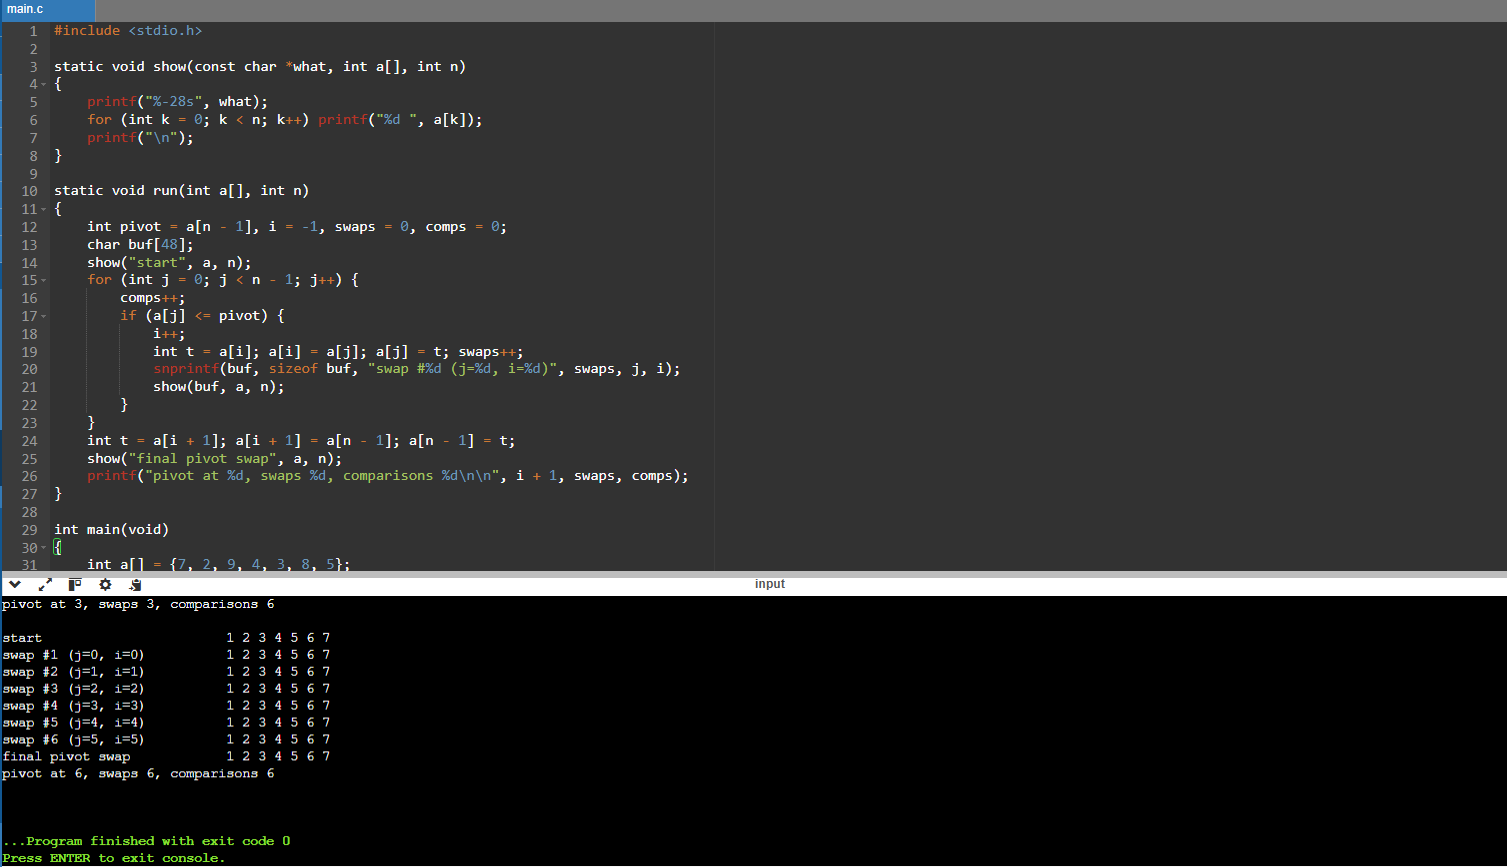 main.c
1 #include <stdio.h>
2
3 static void show(const char *what, int a[], int n)
4 {
5     printf("%-28s", what);
6     for (int k = 0; k < n; k++) printf("%d ", a[k]);
7     printf("\n");
8 }
9
10 static void run(int a[], int n)
11 {
12     int pivot = a[n - 1], i = -1, swaps = 0, comps = 0;
13     char buf[48];
14     show("start", a, n);
15     for (int j = 0; j < n - 1; j++) {
16         comps++;
17         if (a[j] <= pivot) {
18             i++;
19             int t = a[i]; a[i] = a[j]; a[j] = t; swaps++;
20             snprintf(buf, sizeof buf, "swap #%d (j=%d, i=%d)", swaps, j, i);
21             show(buf, a, n);
22         }
23     }
24     int t = a[i + 1]; a[i + 1] = a[n - 1]; a[n - 1] = t;
25     show("final pivot swap", a, n);
26     printf("pivot at %d, swaps %d, comparisons %d\n\n", i + 1, swaps, comps);
27 }
28
29 int main(void)
30 {
31     int a[] = {7, 2, 9, 4, 3, 8, 5};
input
pivot at 3, swaps 3, comparisons 6

start                       1 2 3 4 5 6 7
swap #1 (j=0, i=0)          1 2 3 4 5 6 7
swap #2 (j=1, i=1)          1 2 3 4 5 6 7
swap #3 (j=2, i=2)          1 2 3 4 5 6 7
swap #4 (j=3, i=3)          1 2 3 4 5 6 7
swap #5 (j=4, i=4)          1 2 3 4 5 6 7
swap #6 (j=5, i=5)          1 2 3 4 5 6 7
final pivot swap            1 2 3 4 5 6 7
pivot at 6, swaps 6, comparisons 6

...Program finished with exit code 0
Press ENTER to exit console.